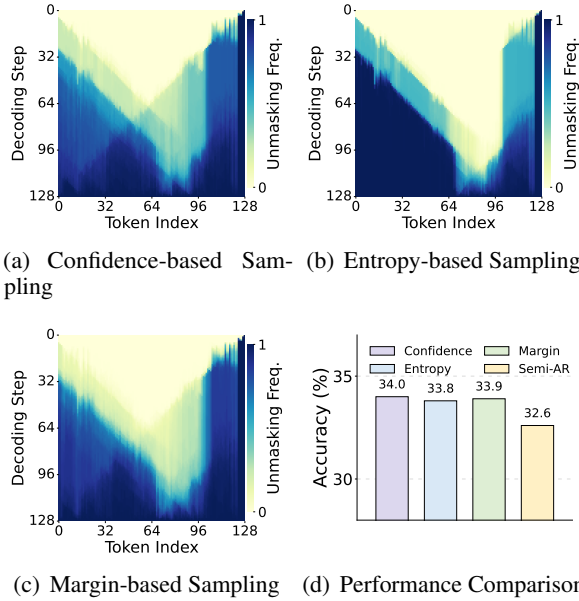 0
32
64
96
128
Decoding Step
0 32 64 96 128
Token Index
1
0
Unmasking Freq.
0
32
64
96
128
Decoding Step
0 32 64 96 128
Token Index
1
0
Unmasking Freq.
(a) Confidence-based Sam-
pling
(b) Entropy-based Sampling
0
32
64
96
128
Decoding Step
0 32 64 96 128
Token Index
1
0
Unmasking Freq.
Confidence Margin
Entropy Semi-AR
35
30
Accuracy (%)
34.0 33.8 33.9 32.6
(c) Margin-based Sampling
(d) Performance Comparison